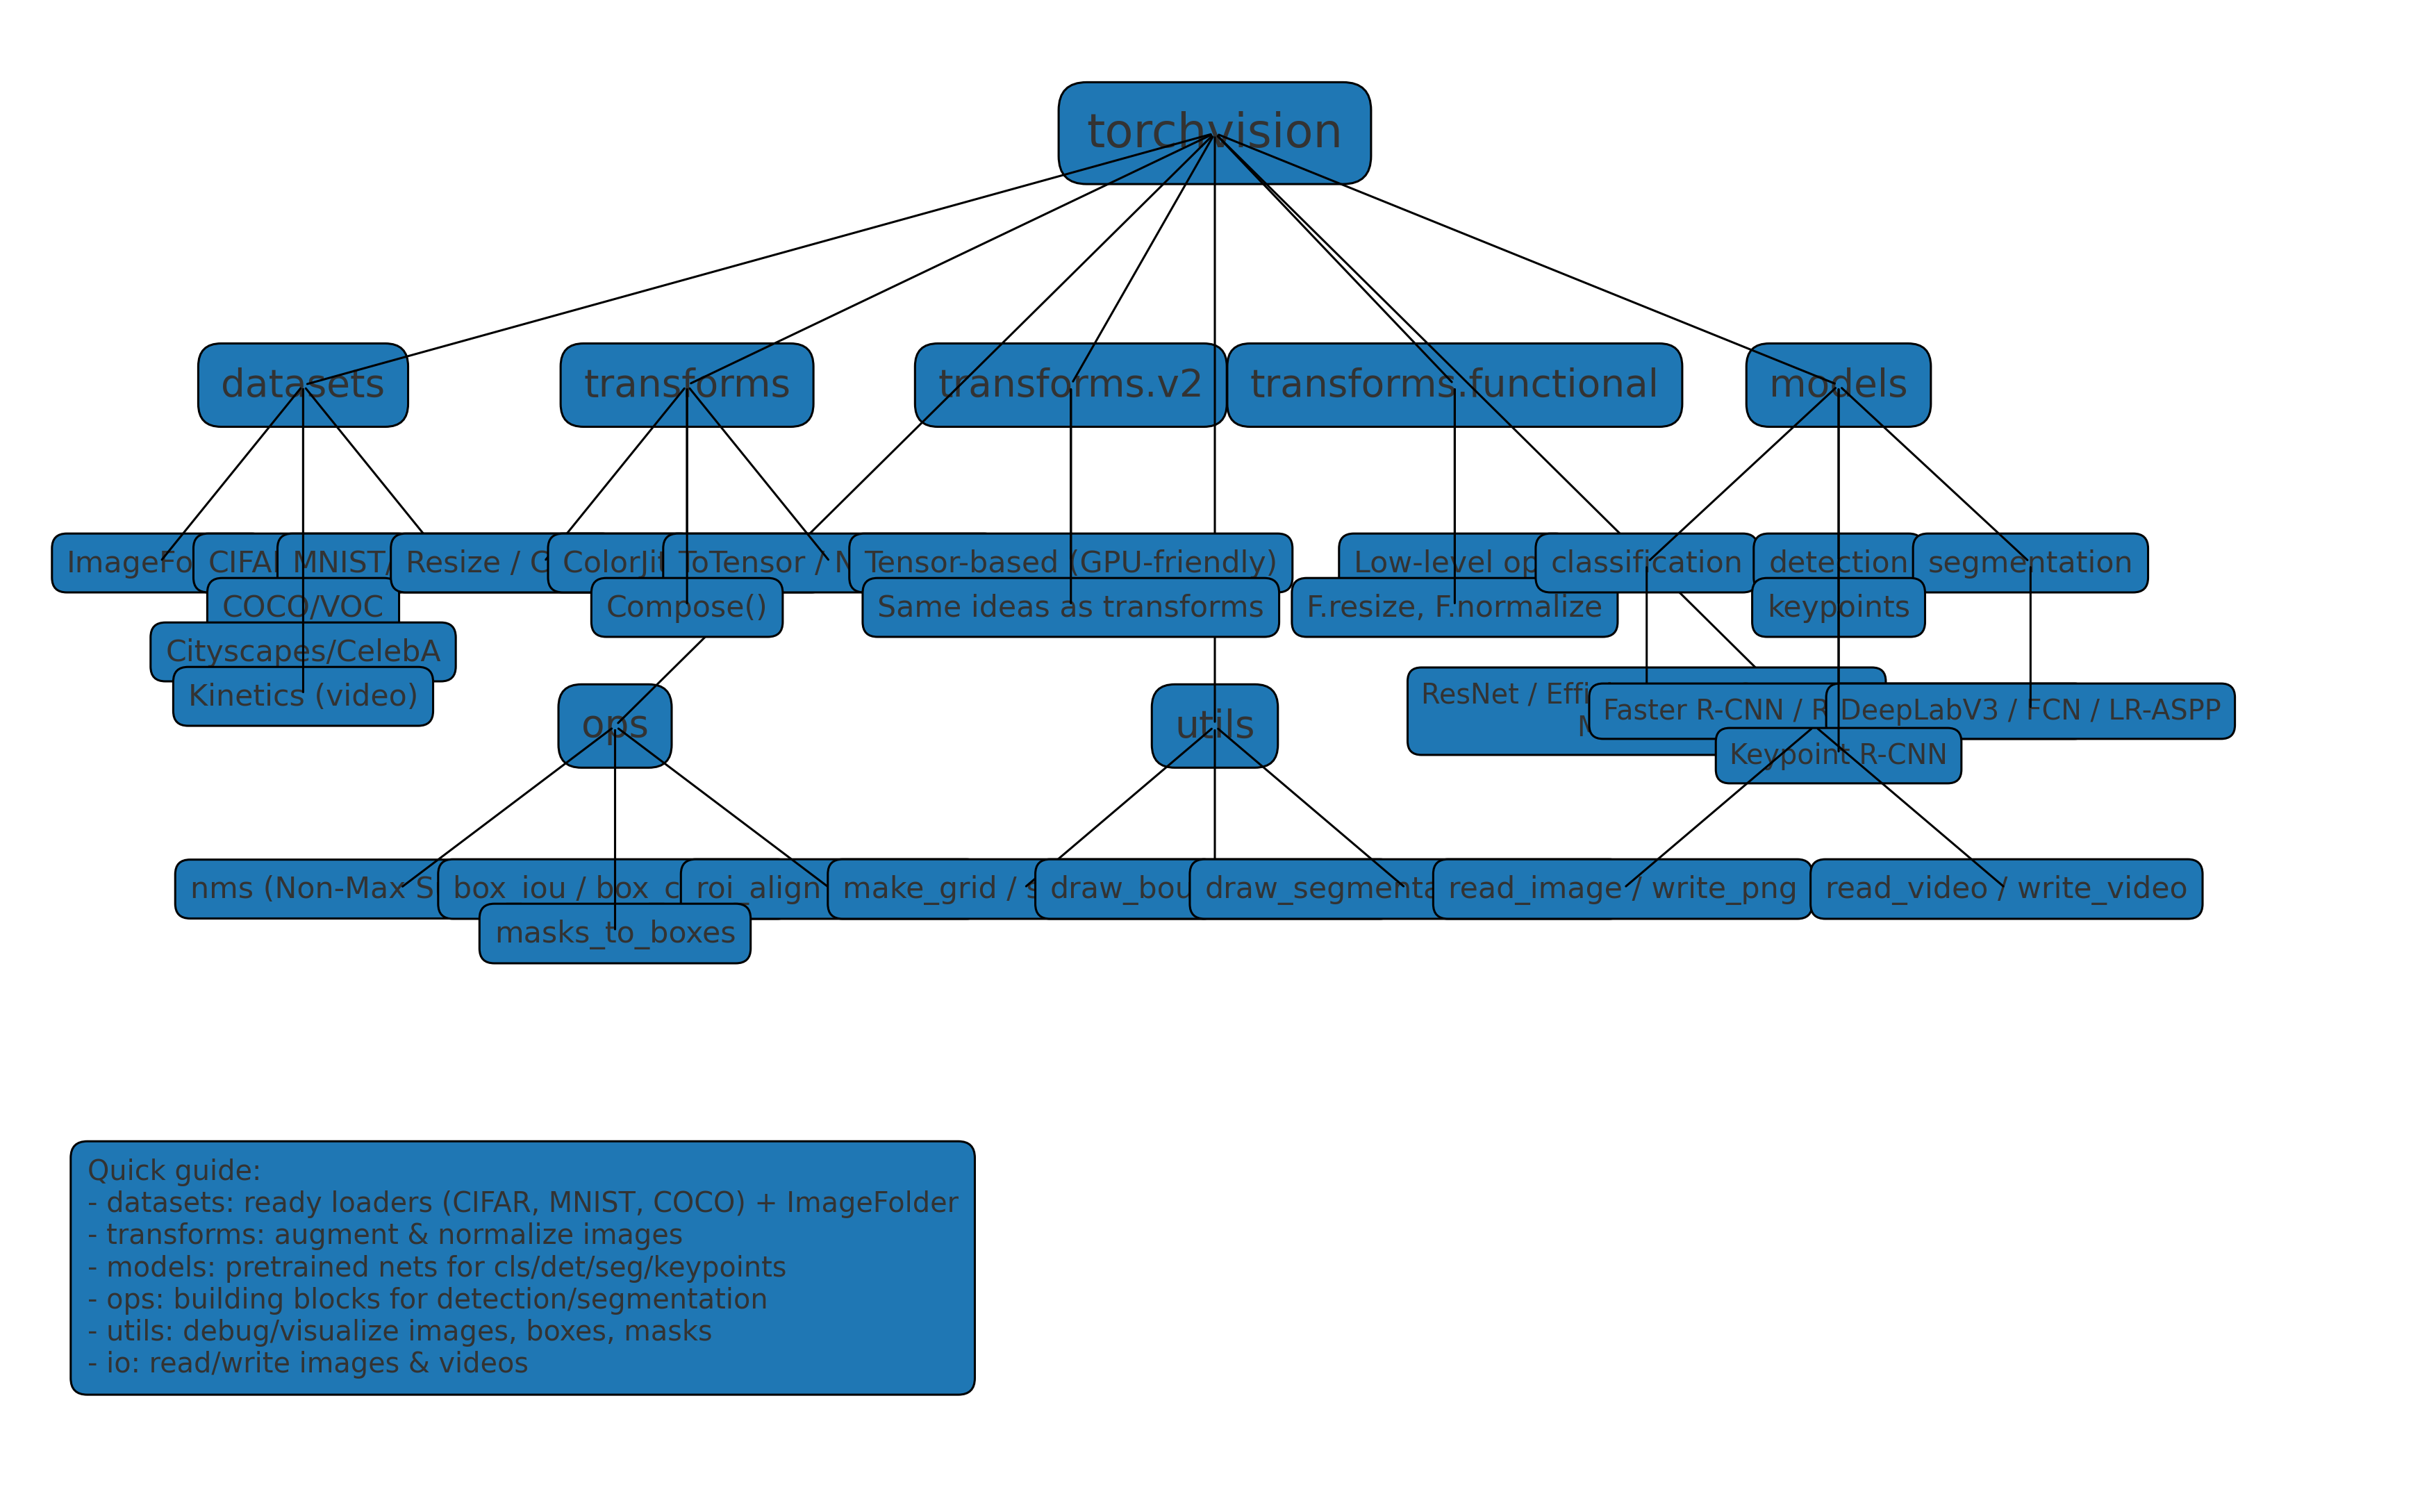 torchvision
datasets
transforms
transforms.v2
transforms.functional
models
ImageFo
CIFA
MNIST/
Resize / C
ColorJit
ToTensor / N
Tensor-based (GPU-friendly)
Low-level op
classification
detection
segmentation
COCO/VOC
Compose()
Same ideas as transforms
F.resize, F.normalize
keypoints
Cityscapes/CelebA
Kinetics (video)
ops
utils
ResNet / Effi
Faster R-CNN / R
DeepLabV3 / FCN / LR-ASPP
Keypoint R-CNN
nms (Non-Max S
box_iou / box_c
roi_align
make_grid / s
draw_bou
draw_segmenta
read_image / write_png
read_video / write_video
masks_to_boxes
Quick guide:
- datasets: ready loaders (CIFAR, MNIST, COCO) + ImageFolder
- transforms: augment & normalize images
- models: pretrained nets for cls/det/seg/keypoints
- ops: building blocks for detection/segmentation
- utils: debug/visualize images, boxes, masks
- io: read/write images & videos